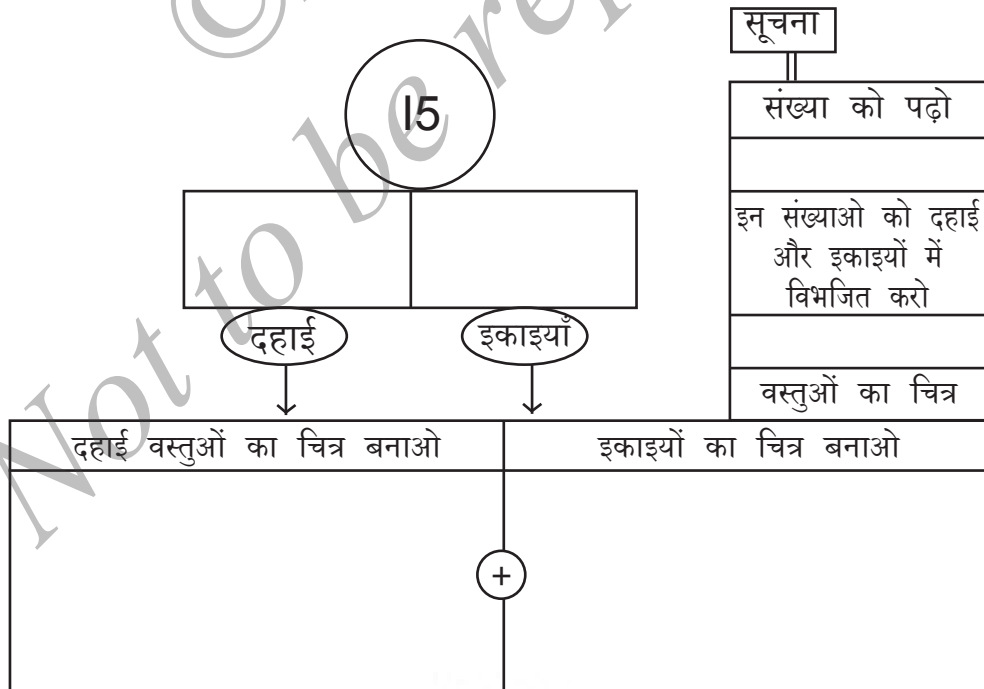 सूचना
15
संख्या को पढ़ो
इन संख्याओ को दहाई
और इकाइयों में
विभजित करो
दहाई
इकाइयाँ
वस्तुओं का चित्र
दहाई वस्तुओं का चित्र बनाओ
इकाइयों का चित्र बनाओ
+
©
Not to be rep